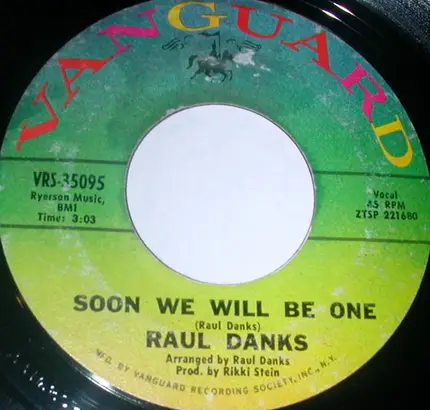 VANGUARD
VRS-35095
Ryerson Music,
BMI
Time: 3:03
Vocal
45 RPM
ZTSP 221680
SOON WE WILL BE ONE
(Raul Danks)
RAUL DANKS
Arranged by Raul Danks
Prod. by Rikki Stein
MFG. BY VANGUARD RECORDING SOCIETY, INC., N.Y.